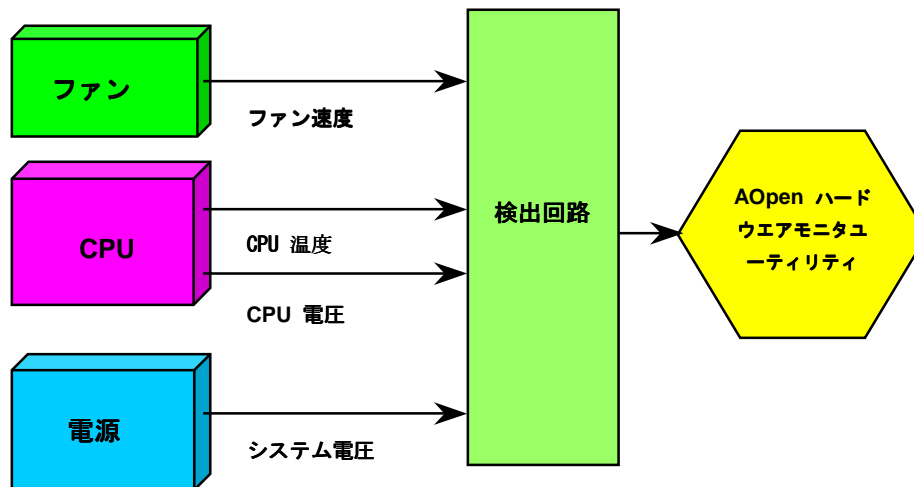 ファン
ファン速度
CPU
CPU 温度
CPU 電圧
電源
システム電圧
検出回路
AOpen ハード
ウエアモニタユ
ーティリティ